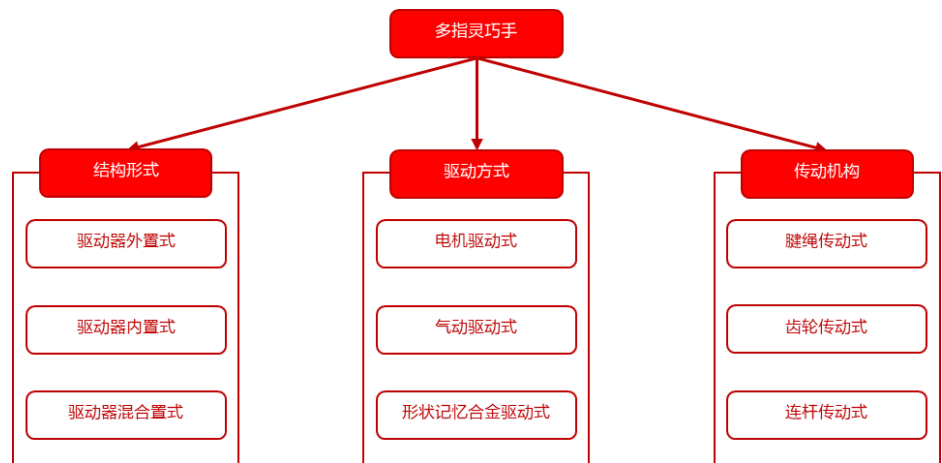 多指灵巧手
结构形式
驱动器外置式
驱动器内置式
驱动器混合置式
驱动方式
电机驱动式
气动驱动式
形状记忆合金驱动式
传动机构
腱绳传动式
齿轮传动式
连杆传动式